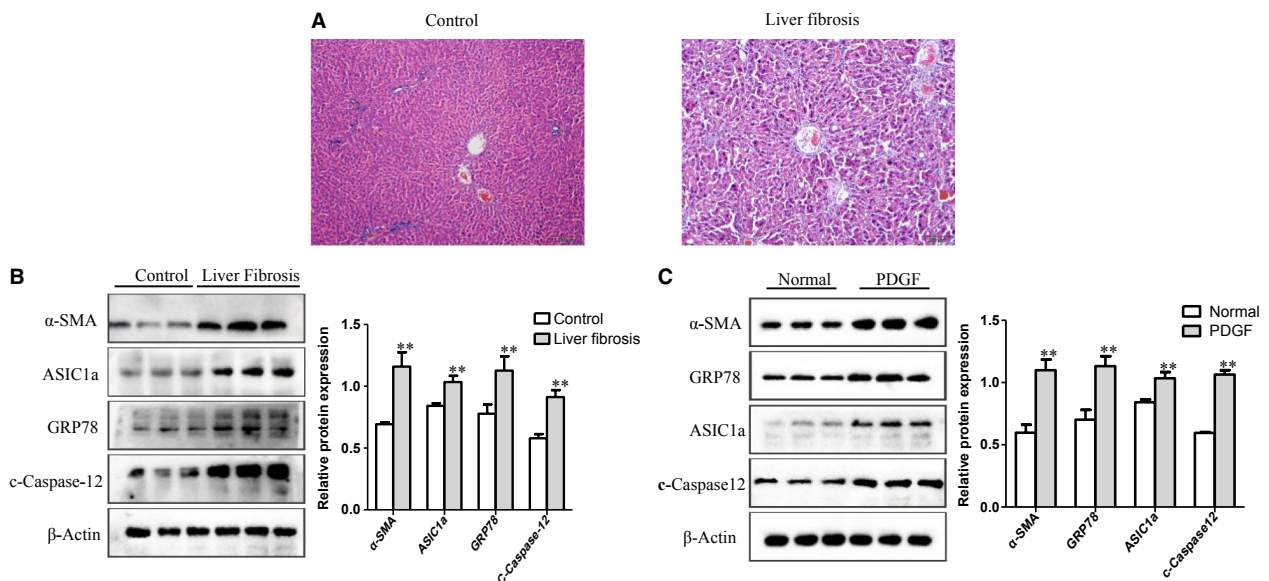 A
Control
Liver fibrosis
B
Control
Liver Fibrosis
α-SMA
ASIC1a
GRP78
c-Caspase-12
β-Actin
Relative protein expression
1.5
1.0
0.5
0.0
Control
Liver fibrosis
**
**
**
**
α-SMA
ASIC1a
GRP78
c-Caspase-12
C
Normal
PDGF
α-SMA
GRP78
ASIC1a
c-Caspase12
β-Actin
Relative protein expression
1.5
1.0
0.5
0.0
Normal
PDGF
**
**
**
**
α-SMA
GRP78
ASIC1a
c-Caspase12